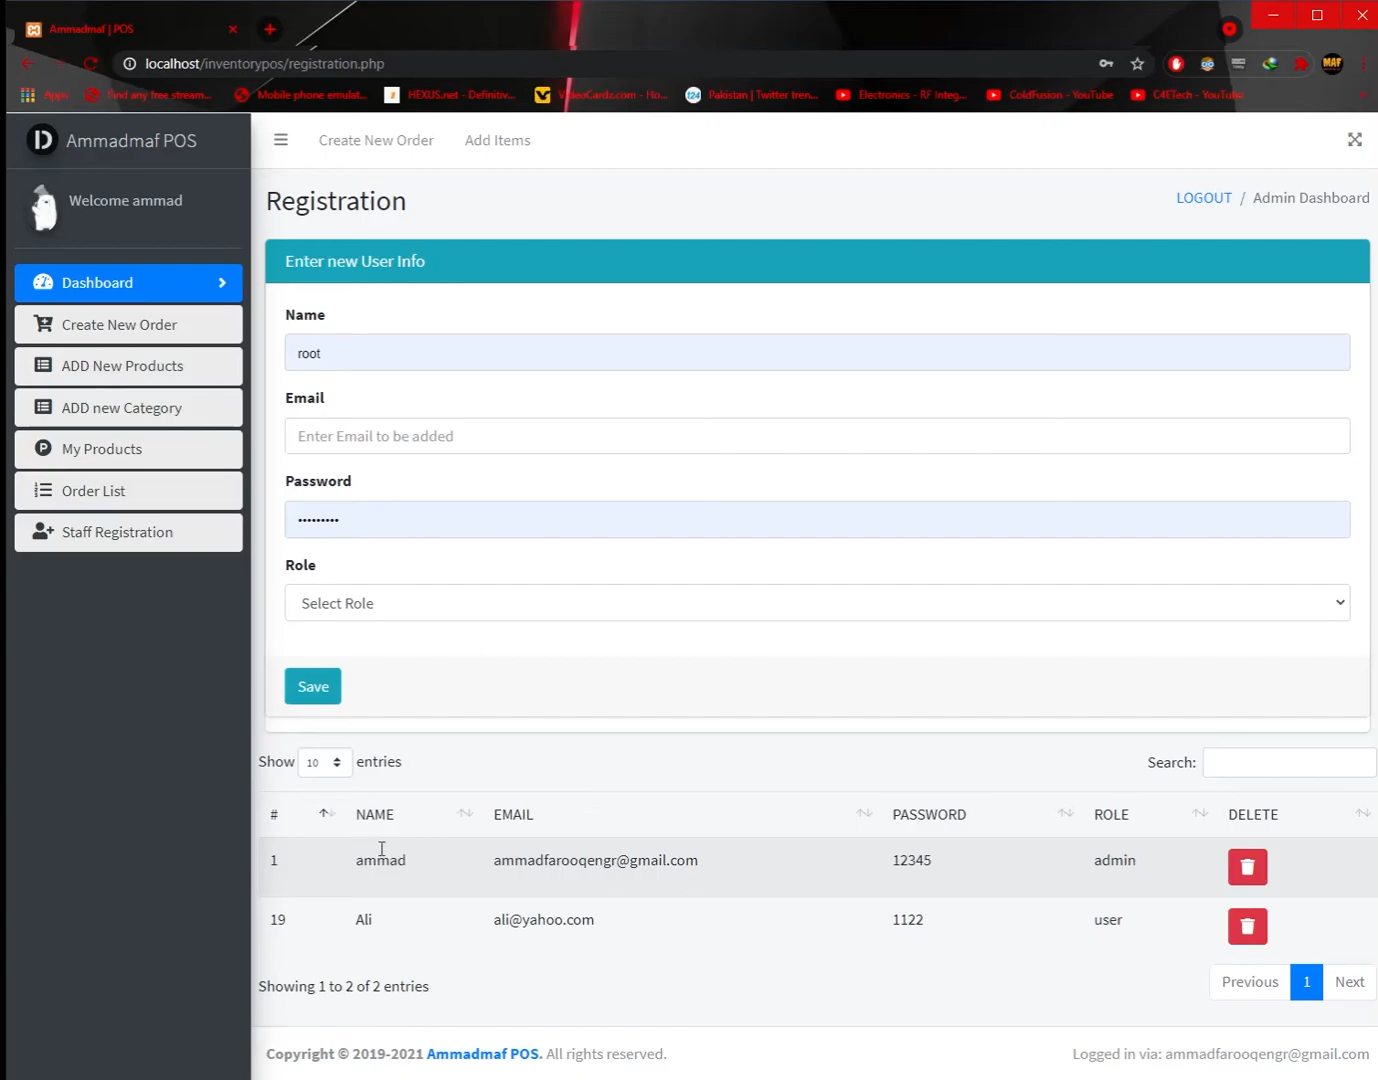 Ammadmaf | POS
localhost/inventorypos/registration.php
MAF
Apps
Find any free stream...
Mobile phone emulat...
HEXUS.net - Definitiv...
VideoCardz.com - Ho...
t24
Pakistan | Twitter tren...
Electronics - RF Integ...
ColdFusion - YouTube
C4ETech - YouTube
Ammadmaf POS
Create New Order
Add Items
Welcome ammad
Registration
LOGOUT / Admin Dashboard
Dashboard
Create New Order
ADD New Products
ADD new Category
My Products
Order List
Staff Registration
Enter new User Info
Name
root
Email
Enter Email to be added
Password
•••••••••
Role
Select Role
Save
Show 10 entries
Search:
# NAME EMAIL PASSWORD ROLE DELETE
1 ammad ammadfarooqengr@gmail.com 12345 admin
19 Ali ali@yahoo.com 1122 user
Showing 1 to 2 of 2 entries
Previous 1 Next
Copyright © 2019-2021 Ammadmaf POS. All rights reserved.
Logged in via: ammadfarooqengr@gmail.com